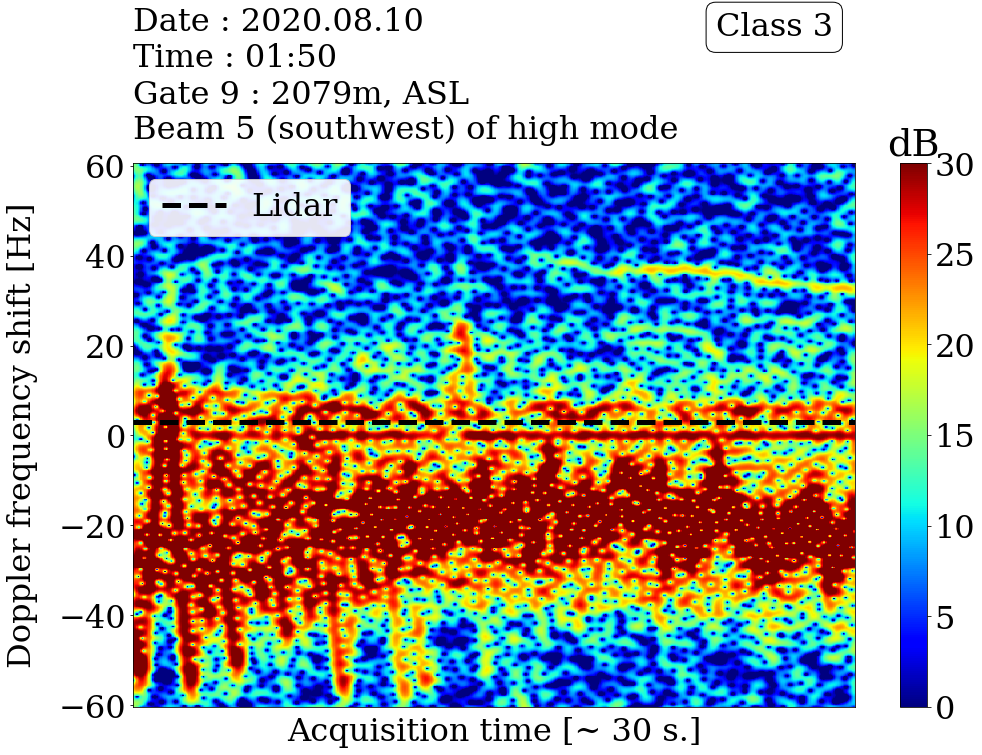 Date : 2020.08.10
Class 3
Time : 01:50
Gate 9 : 2079m, ASL
Beam 5 (southwest) of high mode
dB
60
40
20
0
−20
−40
−60
Doppler frequency shift [Hz]
Lidar
30
25
20
15
10
5
0
Acquisition time [~ 30 s.]